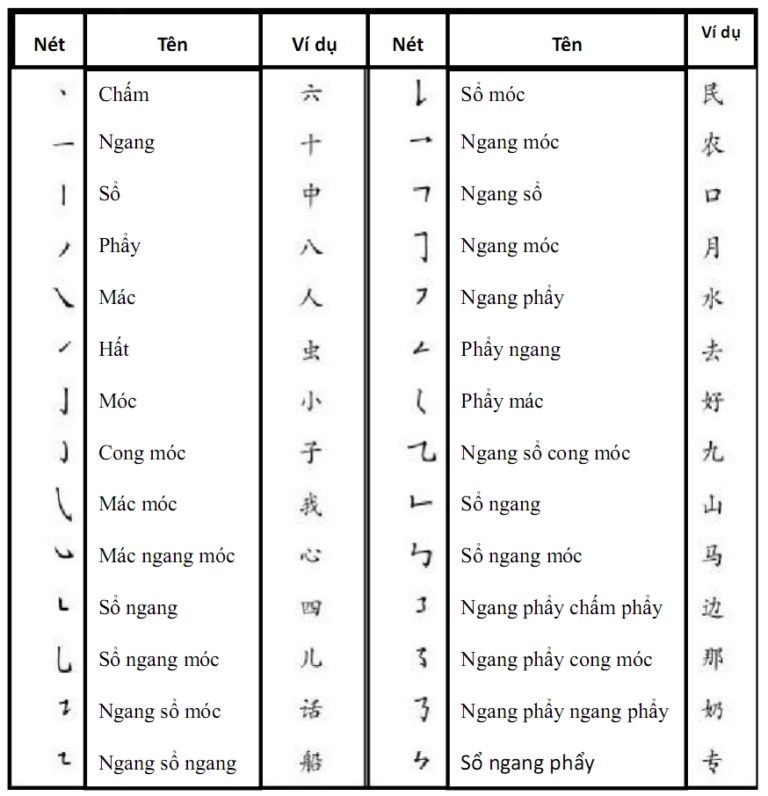 Nét Tên Ví dụ Nét Tên Ví dụ
丶 Chấm 六 𠄌 Sổ móc 民
一 Ngang 十 乛 Ngang móc 农
丨 Sổ 中 𠃍 Ngang sổ 口
丿 Phẩy 八 𠃌 Ngang móc 月
㇏ Mác 人 ㇇ Ngang phẩy 水
㇀ Hất 虫 𠃋 Phẩy ngang 去
亅 Móc 小 𡿨 Phẩy mác 好
㇁ Cong móc 子 ㇈ Ngang sổ cong móc 九
㇂ Mác móc 我 𠃊 Sổ ngang 山
㇃ Mác ngang móc 心 ㇉ Sổ ngang móc 马
㇄ Sổ ngang 四 ㇋ Ngang phẩy chấm phẩy 边
乚 Sổ ngang móc 儿 ㇌ Ngang phẩy cong móc 那
㇊ Ngang sổ móc 话 ㇡ Ngang phẩy ngang phẩy 奶
㇍ Ngang sổ ngang 船 ㇞ Sổ ngang phẩy 专